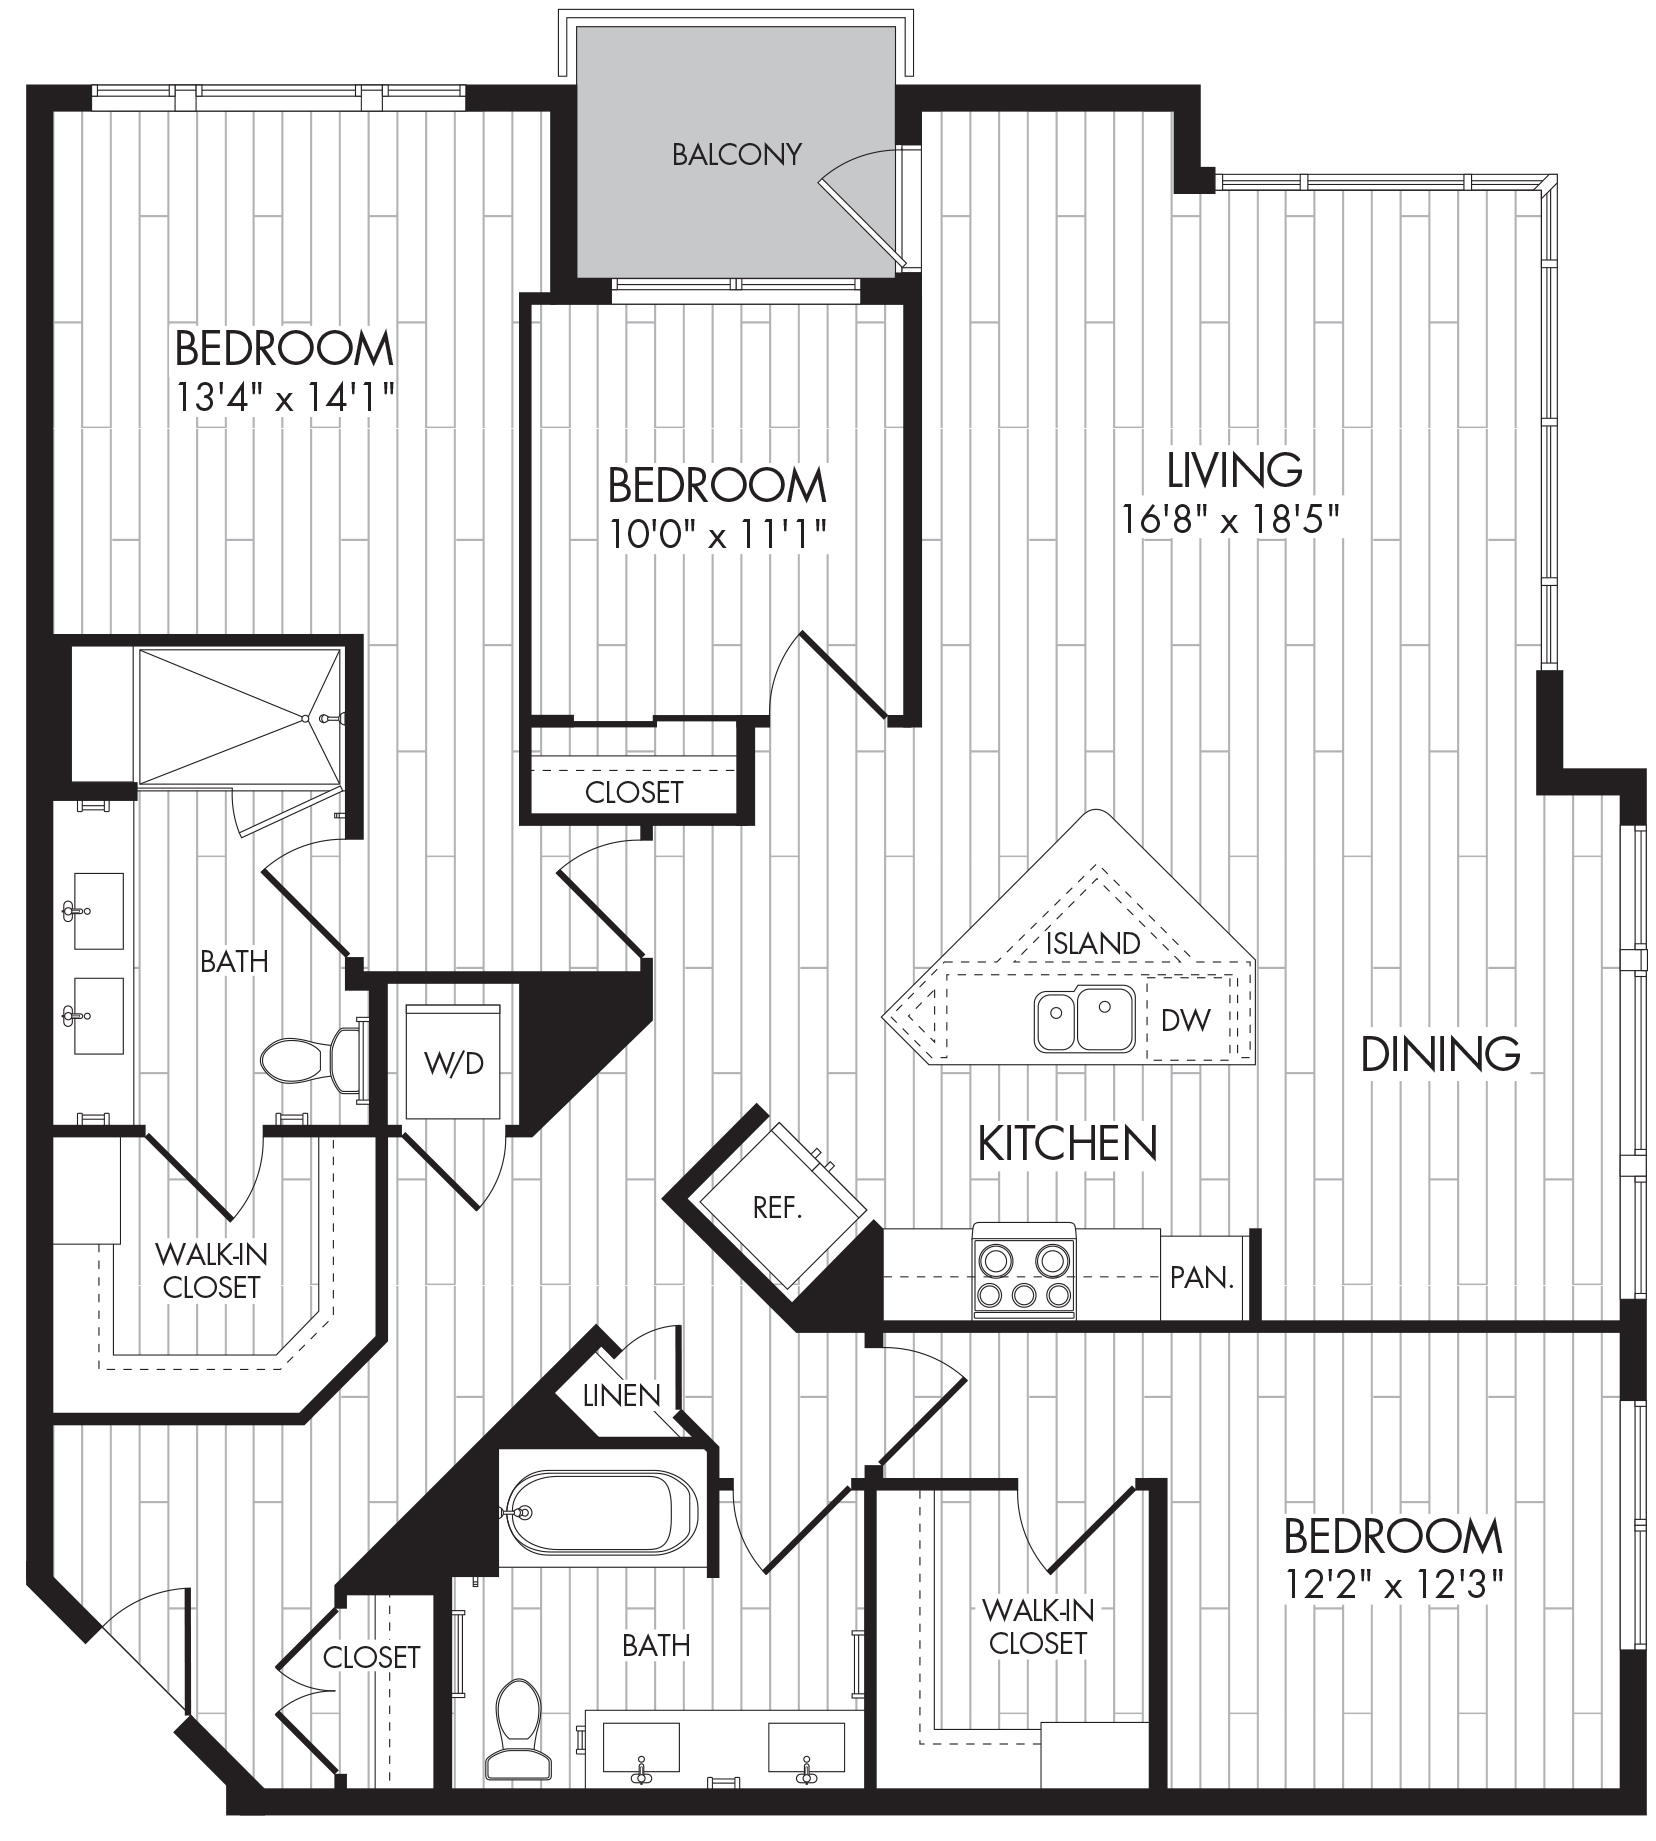 BALCONY
BEDROOM
13'4" x 14'1"
BEDROOM
10'0" x 11'1"
LIVING
16'8" x 18'5"
CLOSET
ISLAND
BATH
DW
W/D
DINING
KITCHEN
REF.
WALK-IN
CLOSET
PAN.
LINEN
BEDROOM
12'2" x 12'3"
WALK-IN
CLOSET
CLOSET
BATH